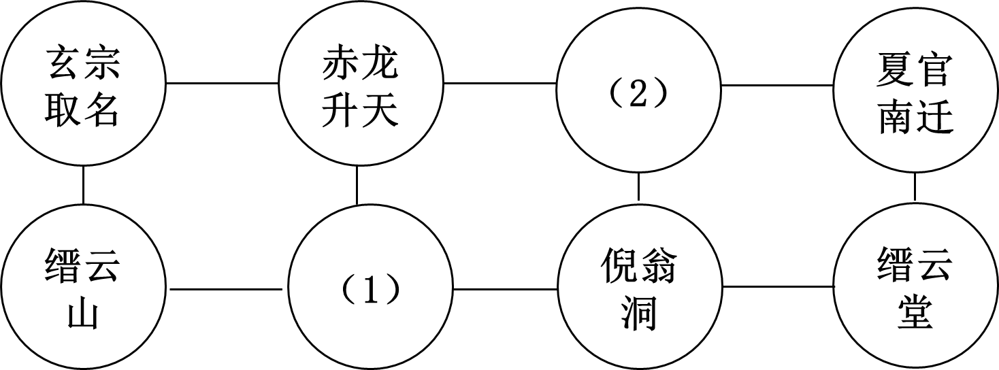 玄宗
取名
赤龙
升天
（2）
夏官
南迁
缙云
山
（1）
倪翁
洞
缙云
堂